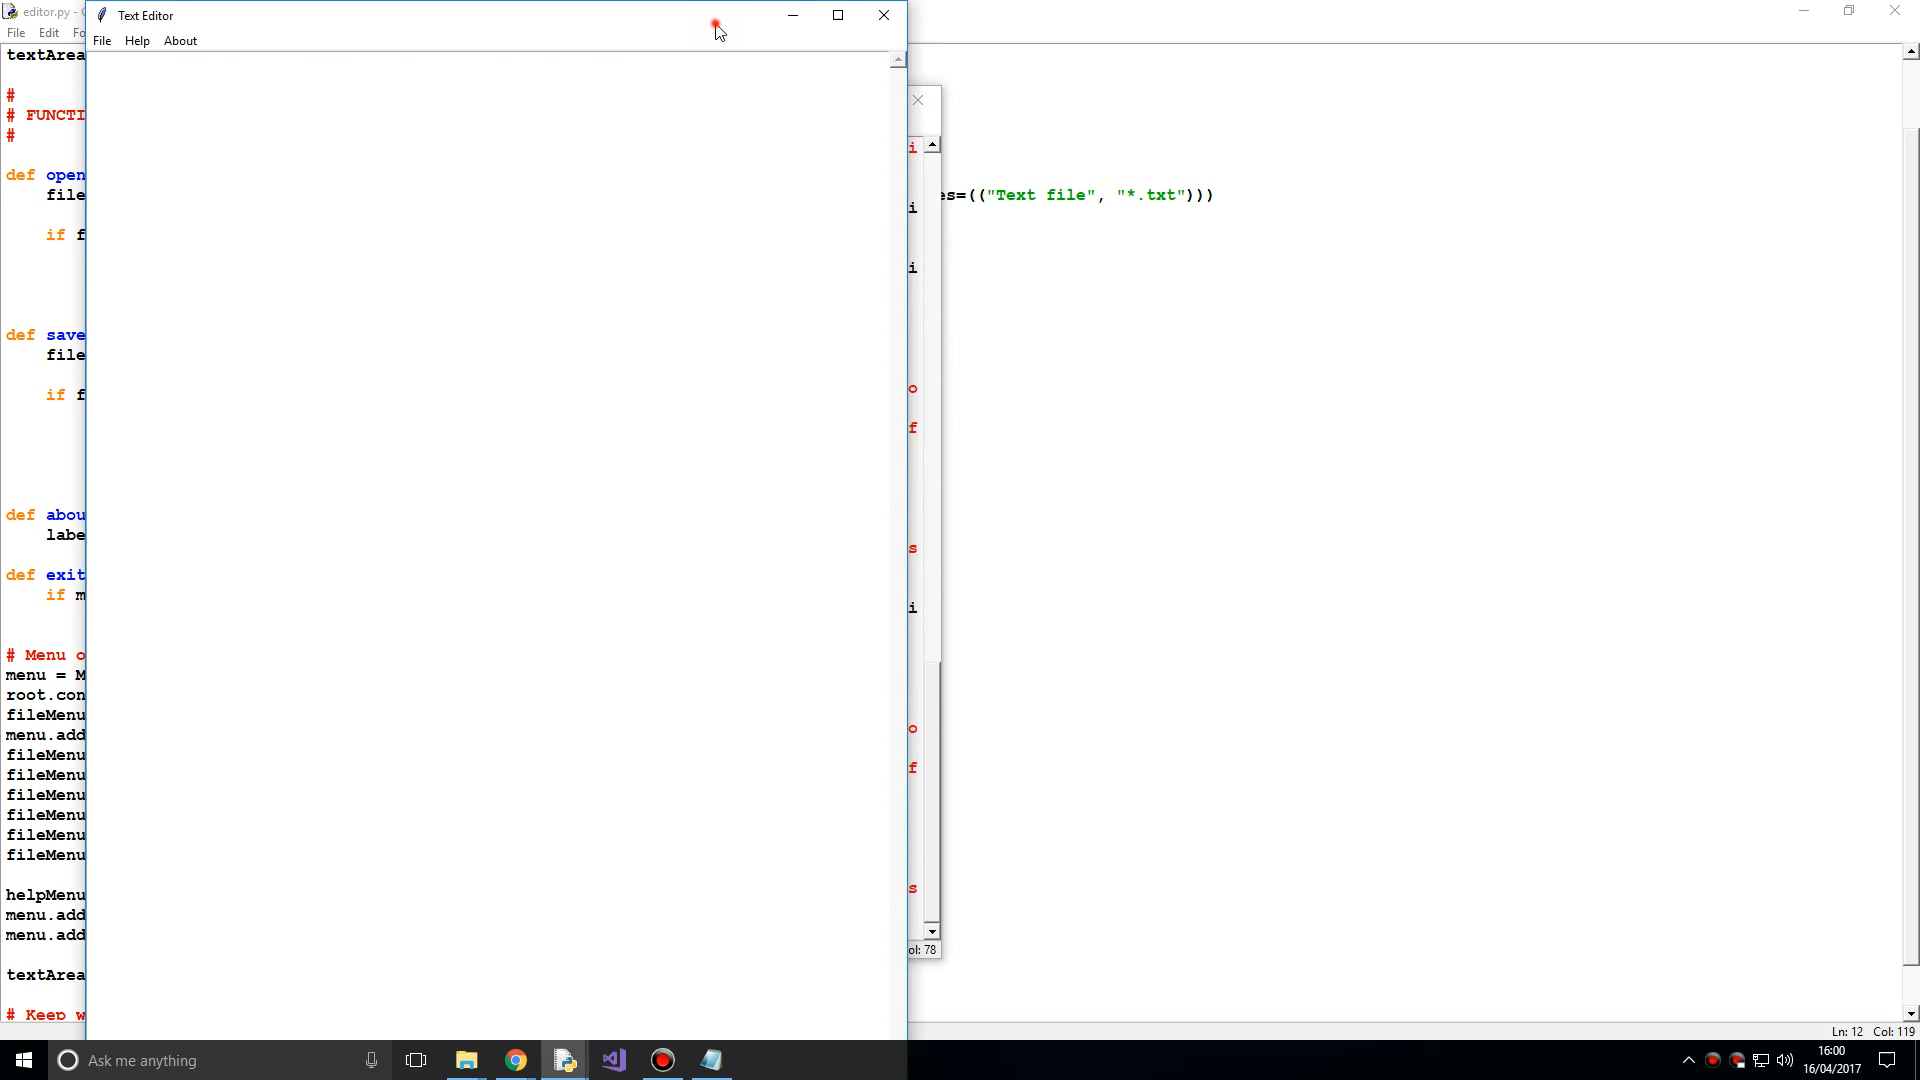 editor.py -
File Edit Fo
Text Editor
File Help About
textArea
#
# FUNCTI
#
def open
file
es=(("Text file", "*.txt")))
if f
def save
file
if f
def abou
labe
def exit
if m
# Menu o
menu = M
root.con
fileMenu
menu.add
fileMenu
fileMenu
fileMenu
fileMenu
fileMenu
fileMenu
helpMenu
menu.add
menu.add
textArea
# Keep w
i
i
i
o
f
s
i
o
f
s
ol: 78
Ln: 12 Col: 119
Ask me anything
16:00
16/04/2017